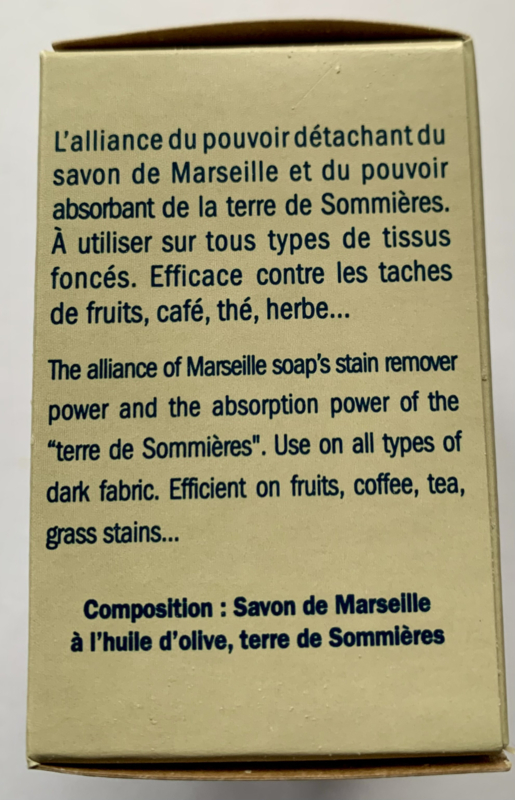 L'alliance du pouvoir détachant du
savon de Marseille et du pouvoir
absorbant de la terre de Sommières.
À utiliser sur tous types de tissus
foncés. Efficace contre les taches
de fruits, café, thé, herbe...
The alliance of Marseille soap's stain remover
power and the absorption power of the
“terre de Sommières". Use on all types of
dark fabric. Efficient on fruits, coffee, tea,
grass stains...
Composition : Savon de Marseille
à l'huile d'olive, terre de Sommières